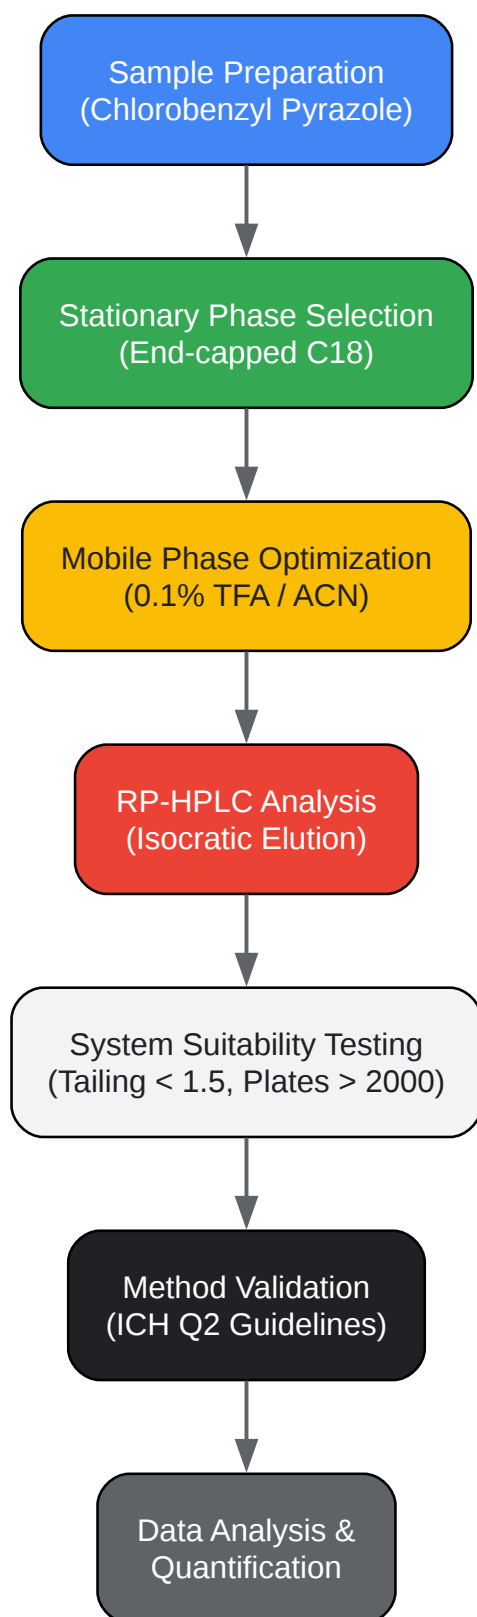 Sample Preparation
(Chlorobenzyl Pyrazole)
Stationary Phase Selection
(End-capped C18)
Mobile Phase Optimization
(0.1% TFA / ACN)
RP-HPLC Analysis
(Isocratic Elution)
System Suitability Testing
(Tailing < 1.5, Plates > 2000)
Method Validation
(ICH Q2 Guidelines)
Data Analysis &
Quantification